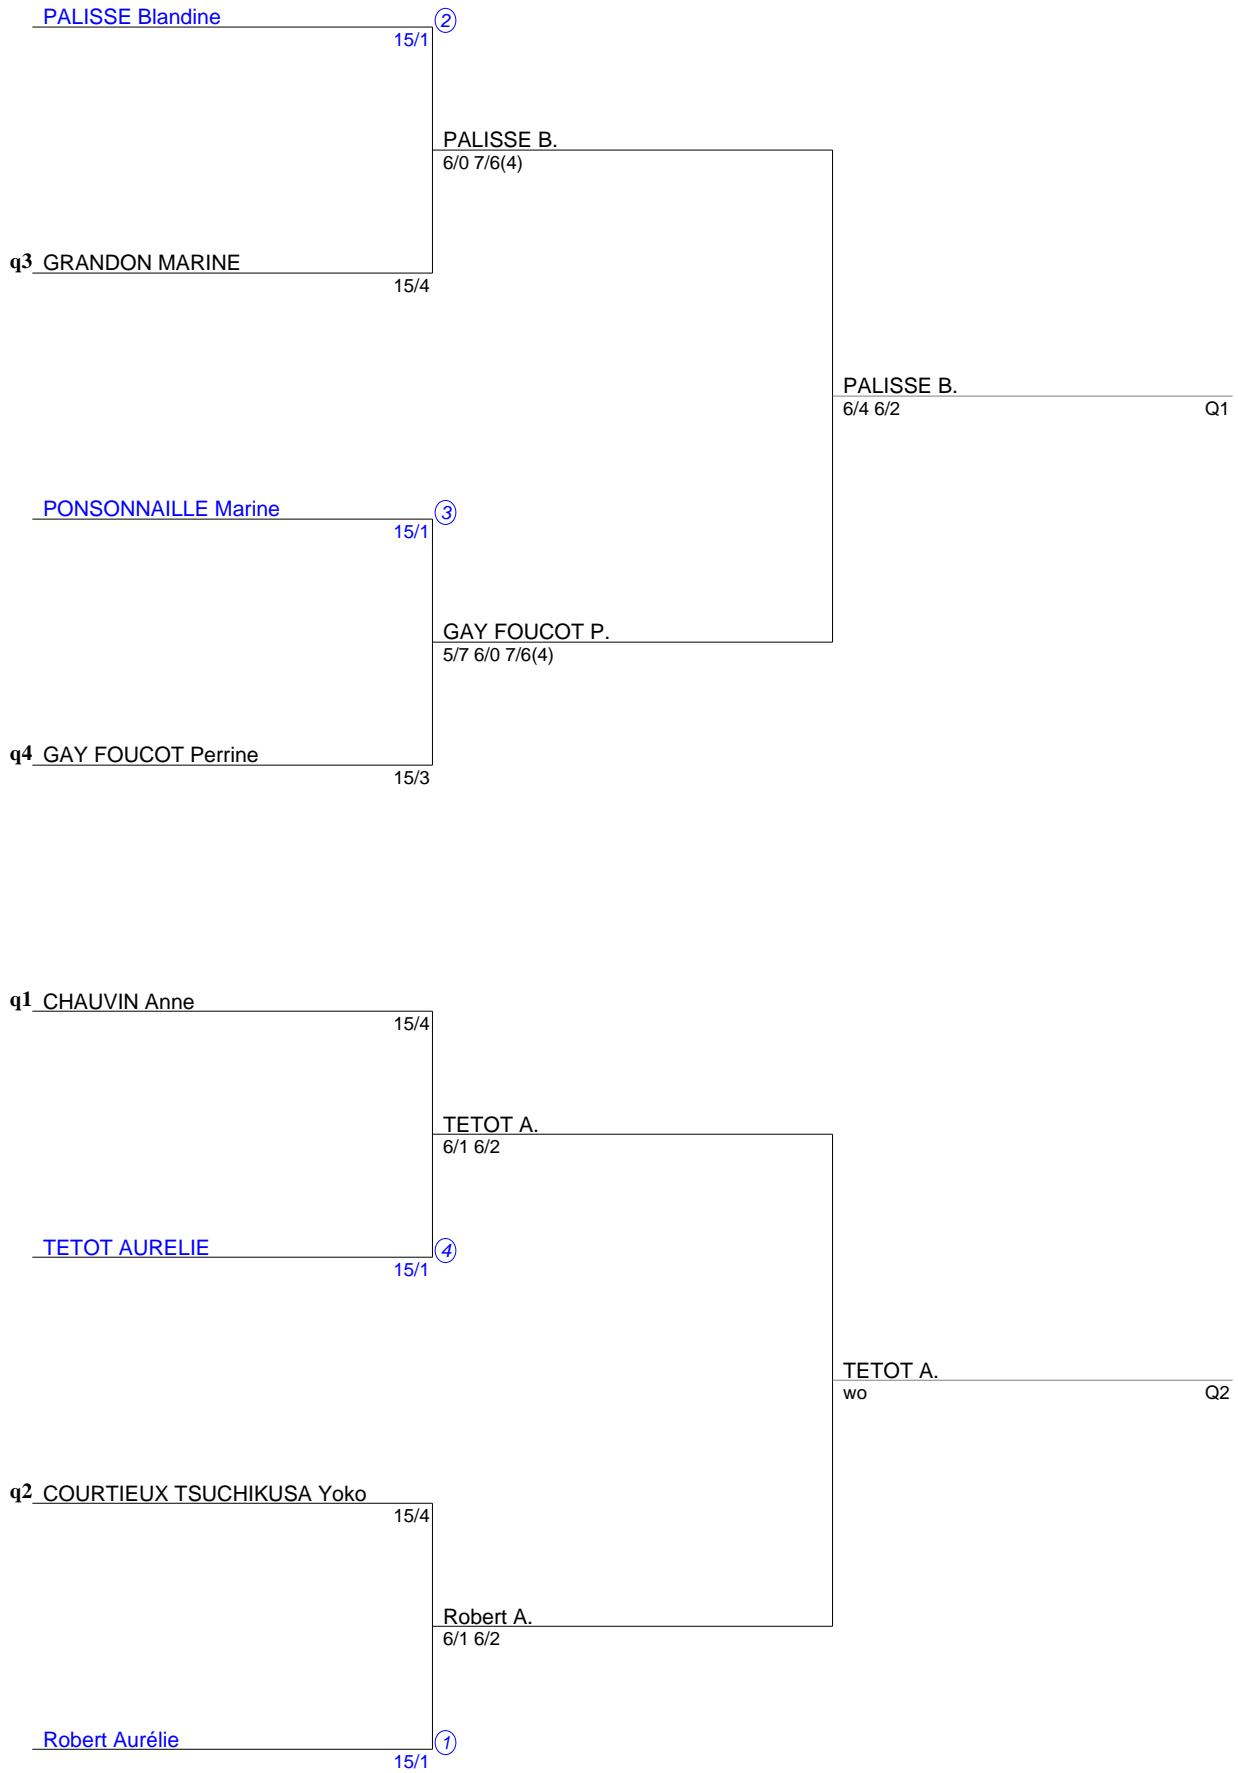 PALISSE Blandine 2
15/1
PALISSE B.
6/0 7/6(4)
q3 GRANDON MARINE
15/4
PALISSE B.
6/4 6/2 Q1
PONSONNAILLE Marine 3
15/1
GAY FOUCOT P.
5/7 6/0 7/6(4)
q4 GAY FOUCOT Perrine
15/3
q1 CHAUVIN Anne
15/4
TETOT A.
6/1 6/2
TETOT AURELIE 4
15/1
TETOT A.
wo Q2
q2 COURTIEUX TSUCHIKUSA Yoko
15/4
Robert A.
6/1 6/2
Robert Aurélie 1
15/1